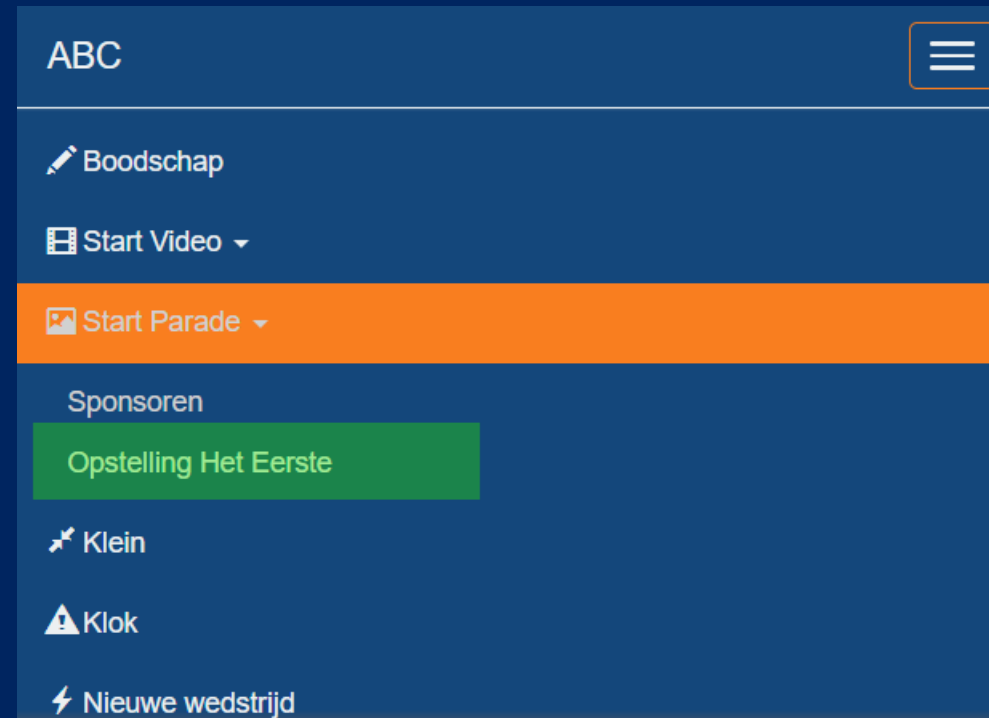 ABC
Boodschap
Start Video
Start Parade
Sponsoren
Opstelling Het Eerste
Klein
Klok
Nieuwe wedstrijd